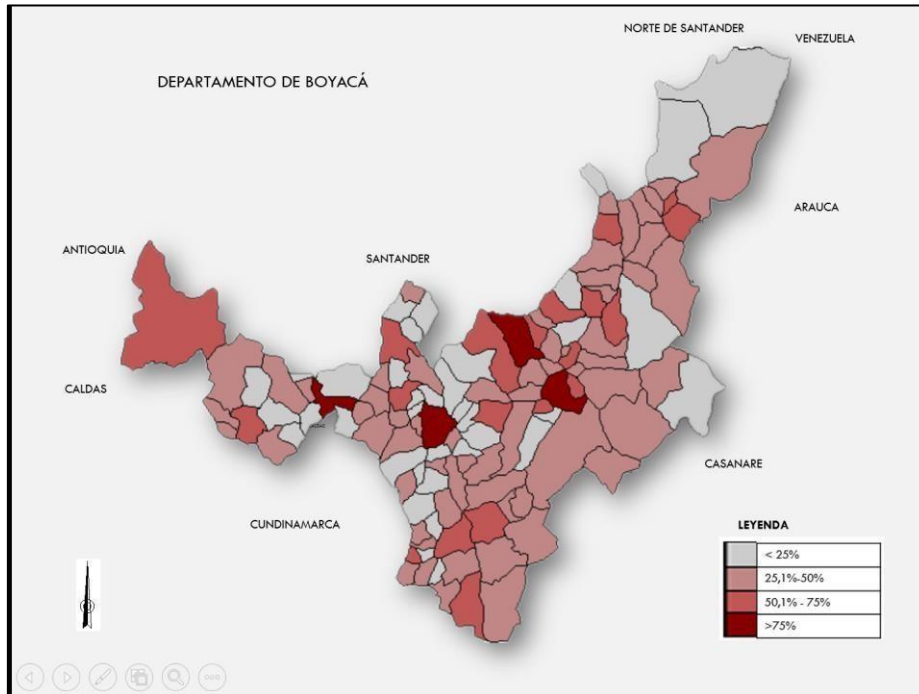 NORTE DE SANTANDER
VENEZUELA
DEPARTAMENTO DE BOYACÁ
ARAUCA
ANTIOQUIA
SANTANDER
CALDAS
CASANARE
CUNDINAMARCA
LEYENDA
< 25%
25,1%-50%
50,1% - 75%
>75%